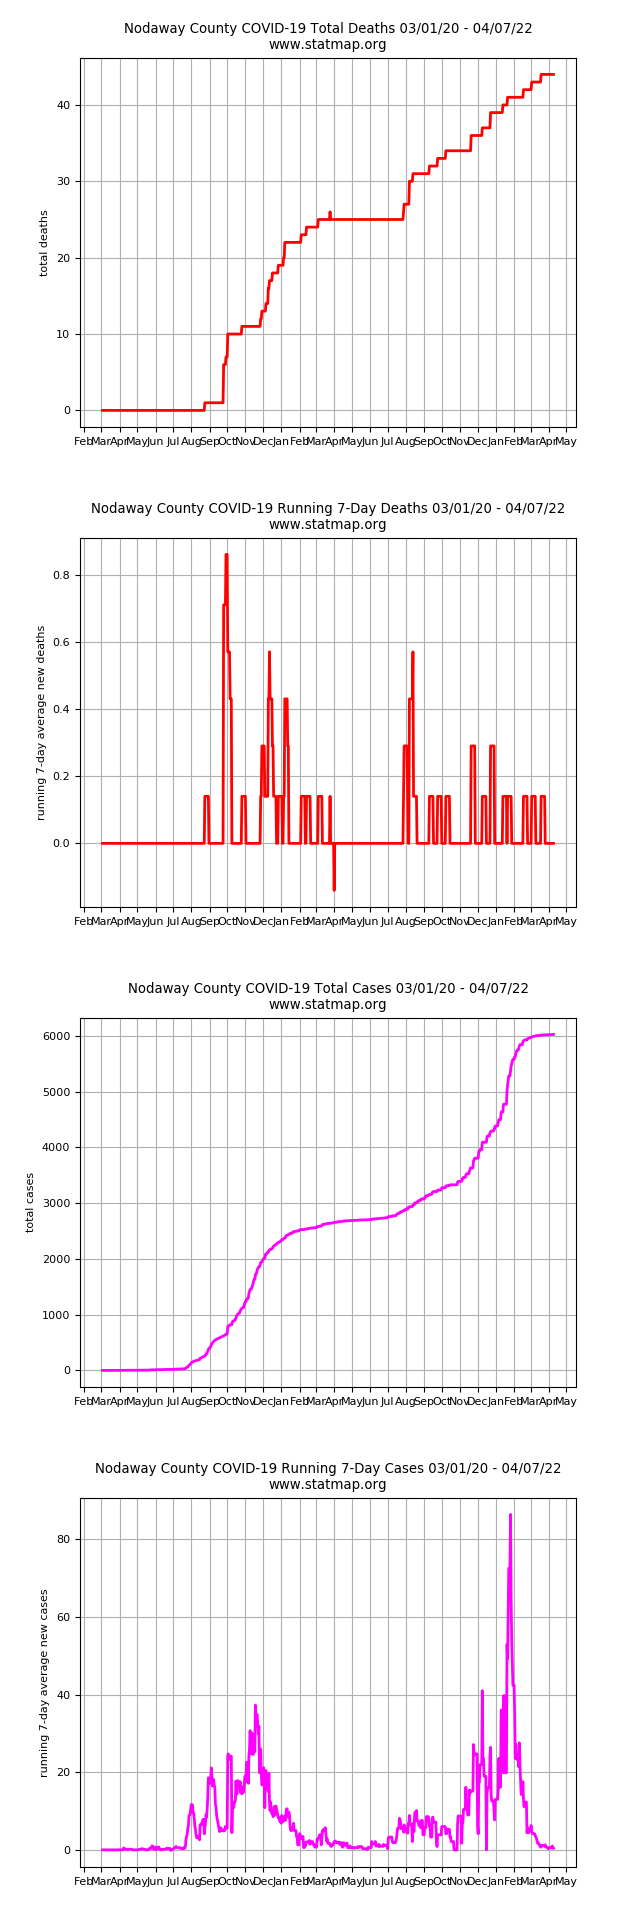 Nodaway County COVID-19 Total Deaths 03/01/20 - 04/07/22
www.statmap.org
40
30
20
10
0
total deaths
Feb Mar Apr May Jun Jul Aug Sep Oct Nov Dec Jan Feb Mar Apr May Jun Jul Aug Sep Oct Nov Dec Jan Feb Mar Apr May
Nodaway County COVID-19 Running 7-Day Deaths 03/01/20 - 04/07/22
www.statmap.org
0.8
0.6
0.4
0.2
0.0
running 7-day average new deaths
Feb Mar Apr May Jun Jul Aug Sep Oct Nov Dec Jan Feb Mar Apr May Jun Jul Aug Sep Oct Nov Dec Jan Feb Mar Apr May
Nodaway County COVID-19 Total Cases 03/01/20 - 04/07/22
www.statmap.org
6000
5000
4000
3000
2000
1000
0
total cases
Feb Mar Apr May Jun Jul Aug Sep Oct Nov Dec Jan Feb Mar Apr May Jun Jul Aug Sep Oct Nov Dec Jan Feb Mar Apr May
Nodaway County COVID-19 Running 7-Day Cases 03/01/20 - 04/07/22
www.statmap.org
80
60
40
20
0
running 7-day average new cases
Feb Mar Apr May Jun Jul Aug Sep Oct Nov Dec Jan Feb Mar Apr May Jun Jul Aug Sep Oct Nov Dec Jan Feb Mar Apr May